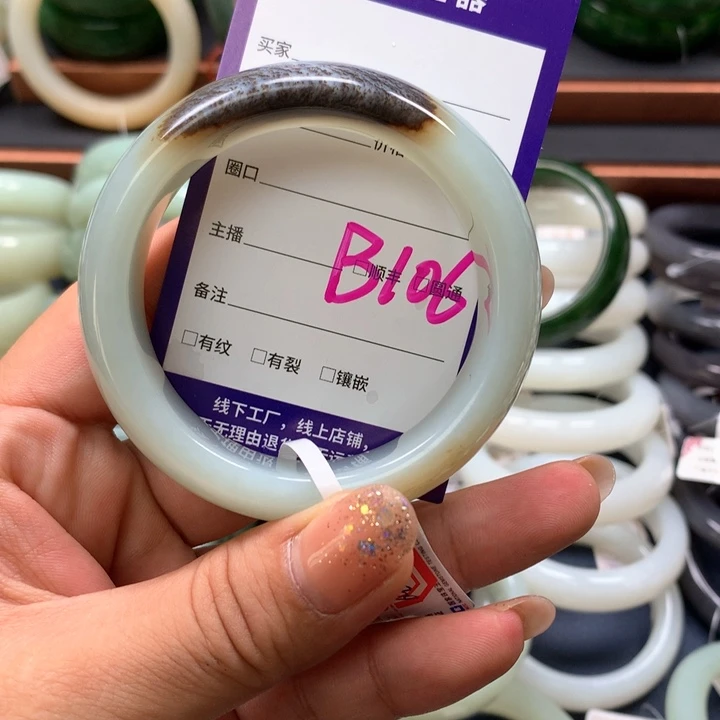 买家
圈口
主播
□顺丰 □圆通
B106
备注
□有纹 □有裂 □镶嵌
线下工厂，线上店铺，